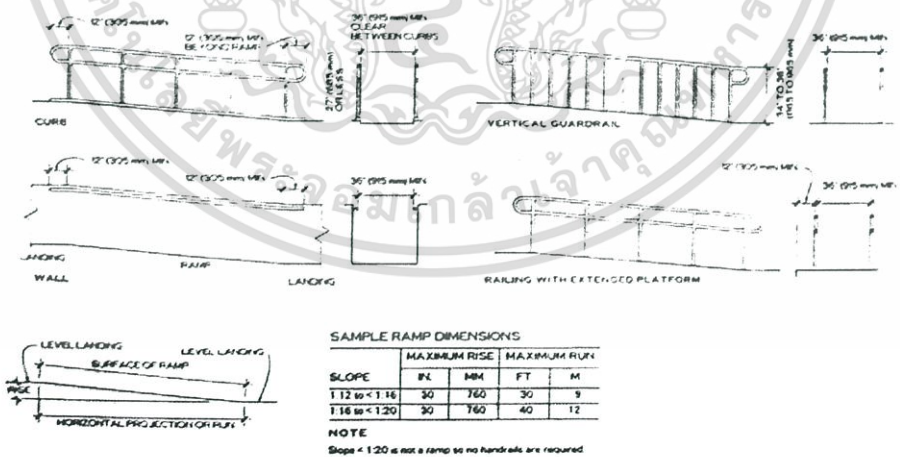 12" (305 mm) MIN
12" (305 mm) MIN
BEYOND RAMP
36" (915 mm) MIN
CLEAR
BETWEEN CURBS
27" (685 mm)
OR LESS
CURB
36" (915 mm) MIN
34" TO 38"
(865 TO 965 mm)
VERTICAL GUARDRAIL
12" (305 mm) MIN
12" (305 mm) MIN
36" (915 mm) MIN
LANDING
RAMP
LANDING
WALL
12" (305 mm) MIN
36" (915 mm) MIN
RAILING WITH EXTENDED PLATFORM
LEVEL LANDING
LEVEL LANDING
SURFACE OF RAMP
RISE
HORIZONTAL PROJECTION OR RUN
SAMPLE RAMP DIMENSIONS
MAXIMUM RISE MAXIMUM RUN
SLOPE IN. MM FT M
1:12 to < 1:16 30 760 30 9
1:16 to < 1:20 30 760 40 12
NOTE
Slope < 1:20 is not a ramp so no handrails are required